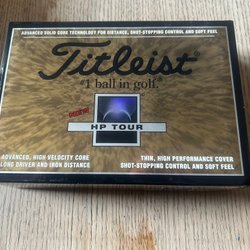 ADVANCED SOLID CORE TECHNOLOGY FOR DISTANCE, SHOT-STOPPING CONTROL AND SOFT FEEL
Titleist®
#1 ball in golf.®
HP TOUR
ADVANCED, HIGH-VELOCITY CORE
LONG DRIVER AND IRON DISTANCE
THIN, HIGH PERFORMANCE COVER
SHOT-STOPPING CONTROL AND SOFT FEEL